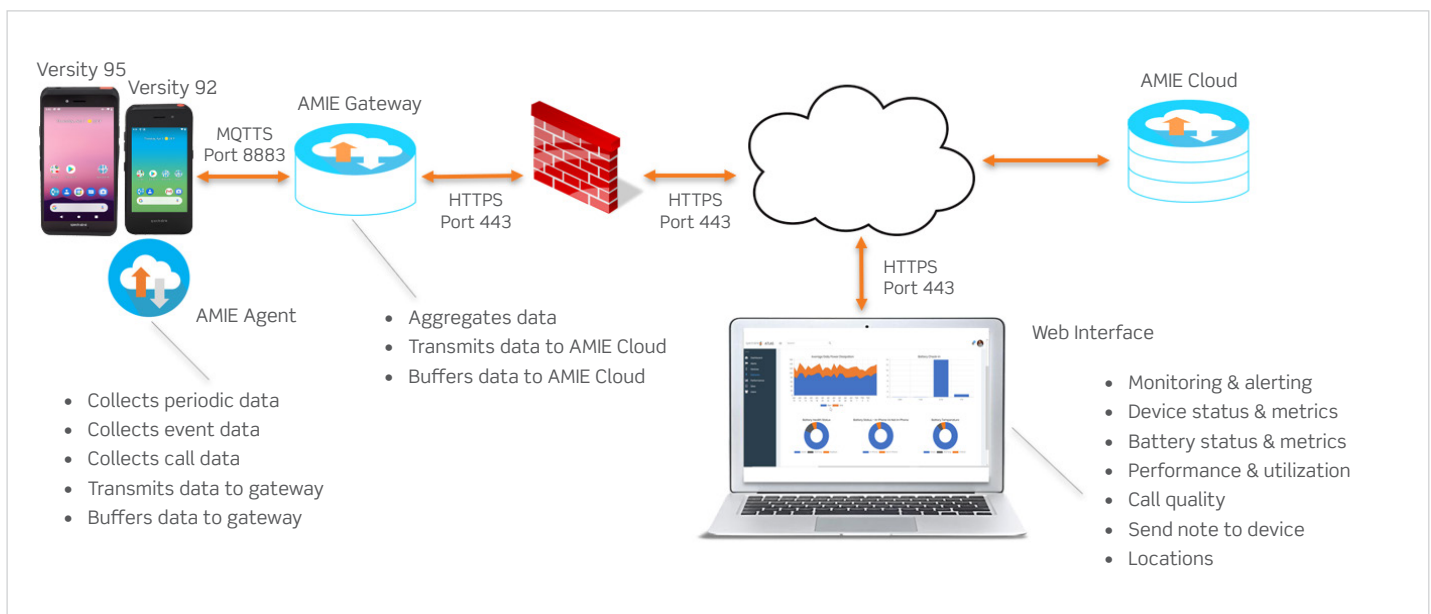 Versity 95
Versity 92
MQTTS
Port 8883
AMIE Gateway
HTTPS
Port 443
HTTPS
Port 443
AMIE Cloud
HTTPS
Port 443
AMIE Agent
• Collects periodic data
• Collects event data
• Collects call data
• Transmits data to gateway
• Buffers data to gateway
• Aggregates data
• Transmits data to AMIE Cloud
• Buffers data to AMIE Cloud
Web Interface
• Monitoring & alerting
• Device status & metrics
• Battery status & metrics
• Performance & utilization
• Call quality
• Send note to device
• Locations